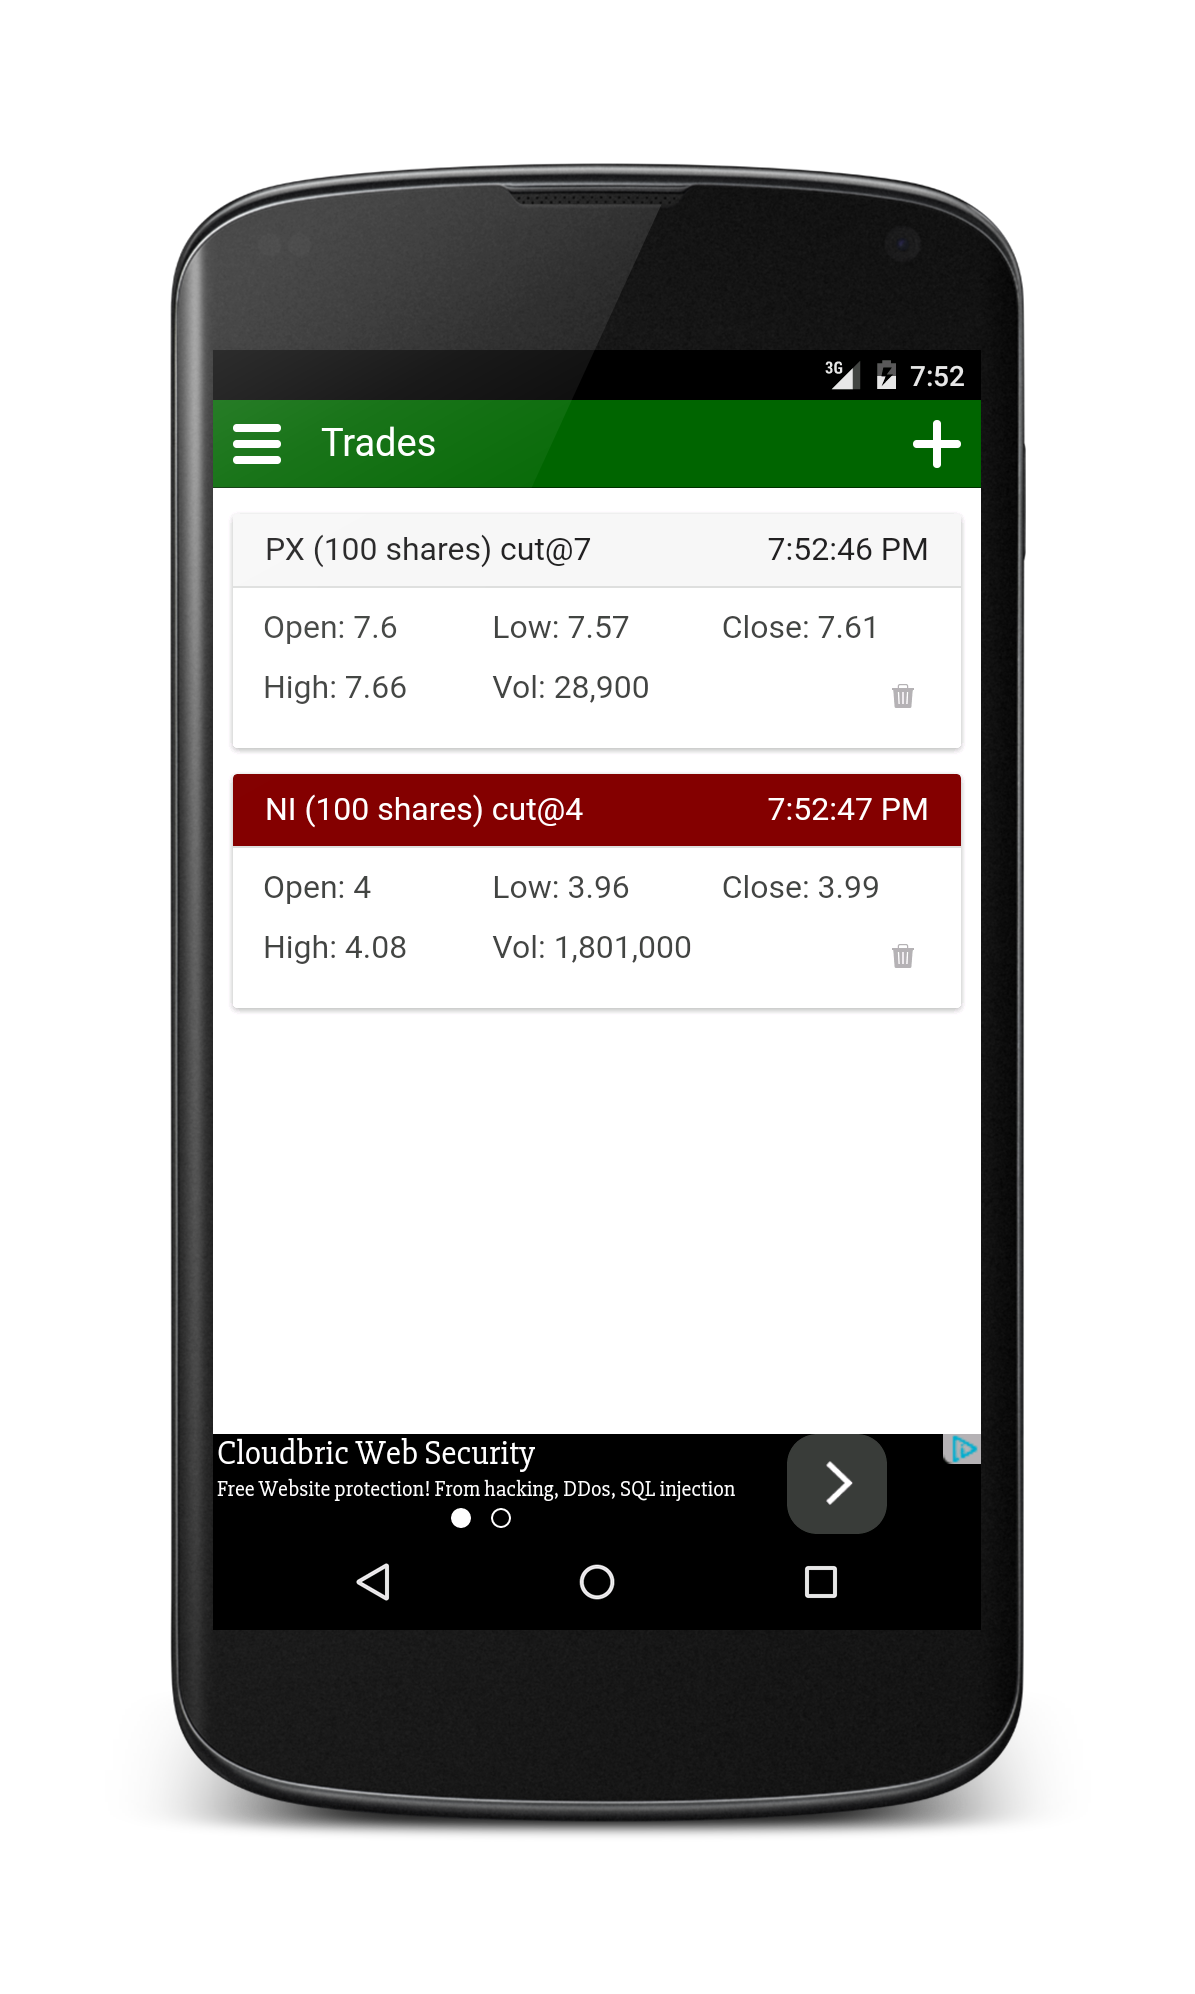 3G 7:52
Trades
PX (100 shares) cut@7 7:52:46 PM
Open: 7.6 Low: 7.57 Close: 7.61
High: 7.66 Vol: 28,900
NI (100 shares) cut@4 7:52:47 PM
Open: 4 Low: 3.96 Close: 3.99
High: 4.08 Vol: 1,801,000
Cloudbric Web Security
Free Website protection! From hacking, DDos, SQL injection